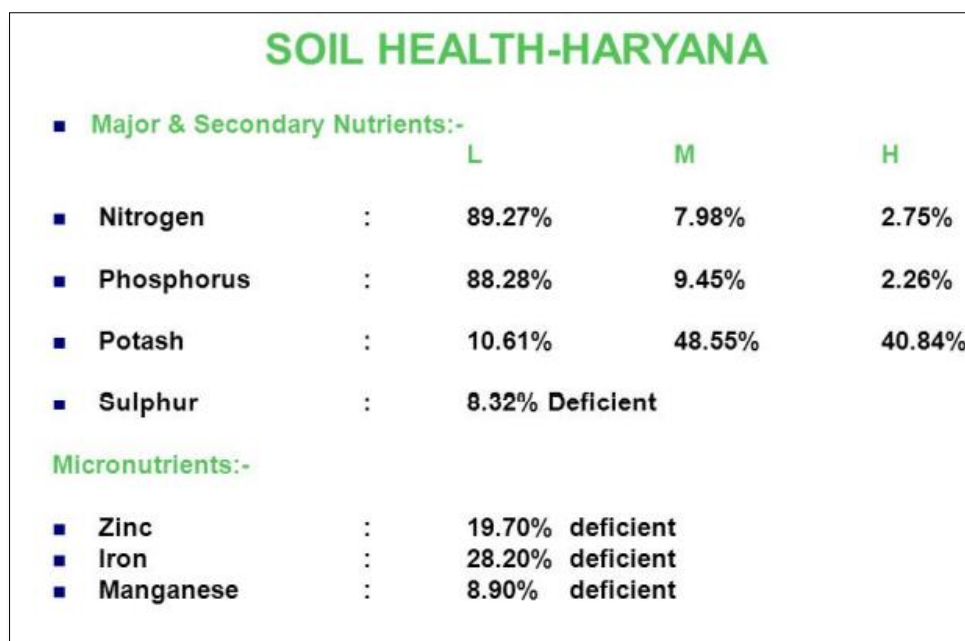 SOIL HEALTH-HARYANA
Major & Secondary Nutrients:-
L M H
Nitrogen : 89.27% 7.98% 2.75%
Phosphorus : 88.28% 9.45% 2.26%
Potash : 10.61% 48.55% 40.84%
Sulphur : 8.32% Deficient
Micronutrients:-
Zinc : 19.70% deficient
Iron : 28.20% deficient
Manganese : 8.90% deficient